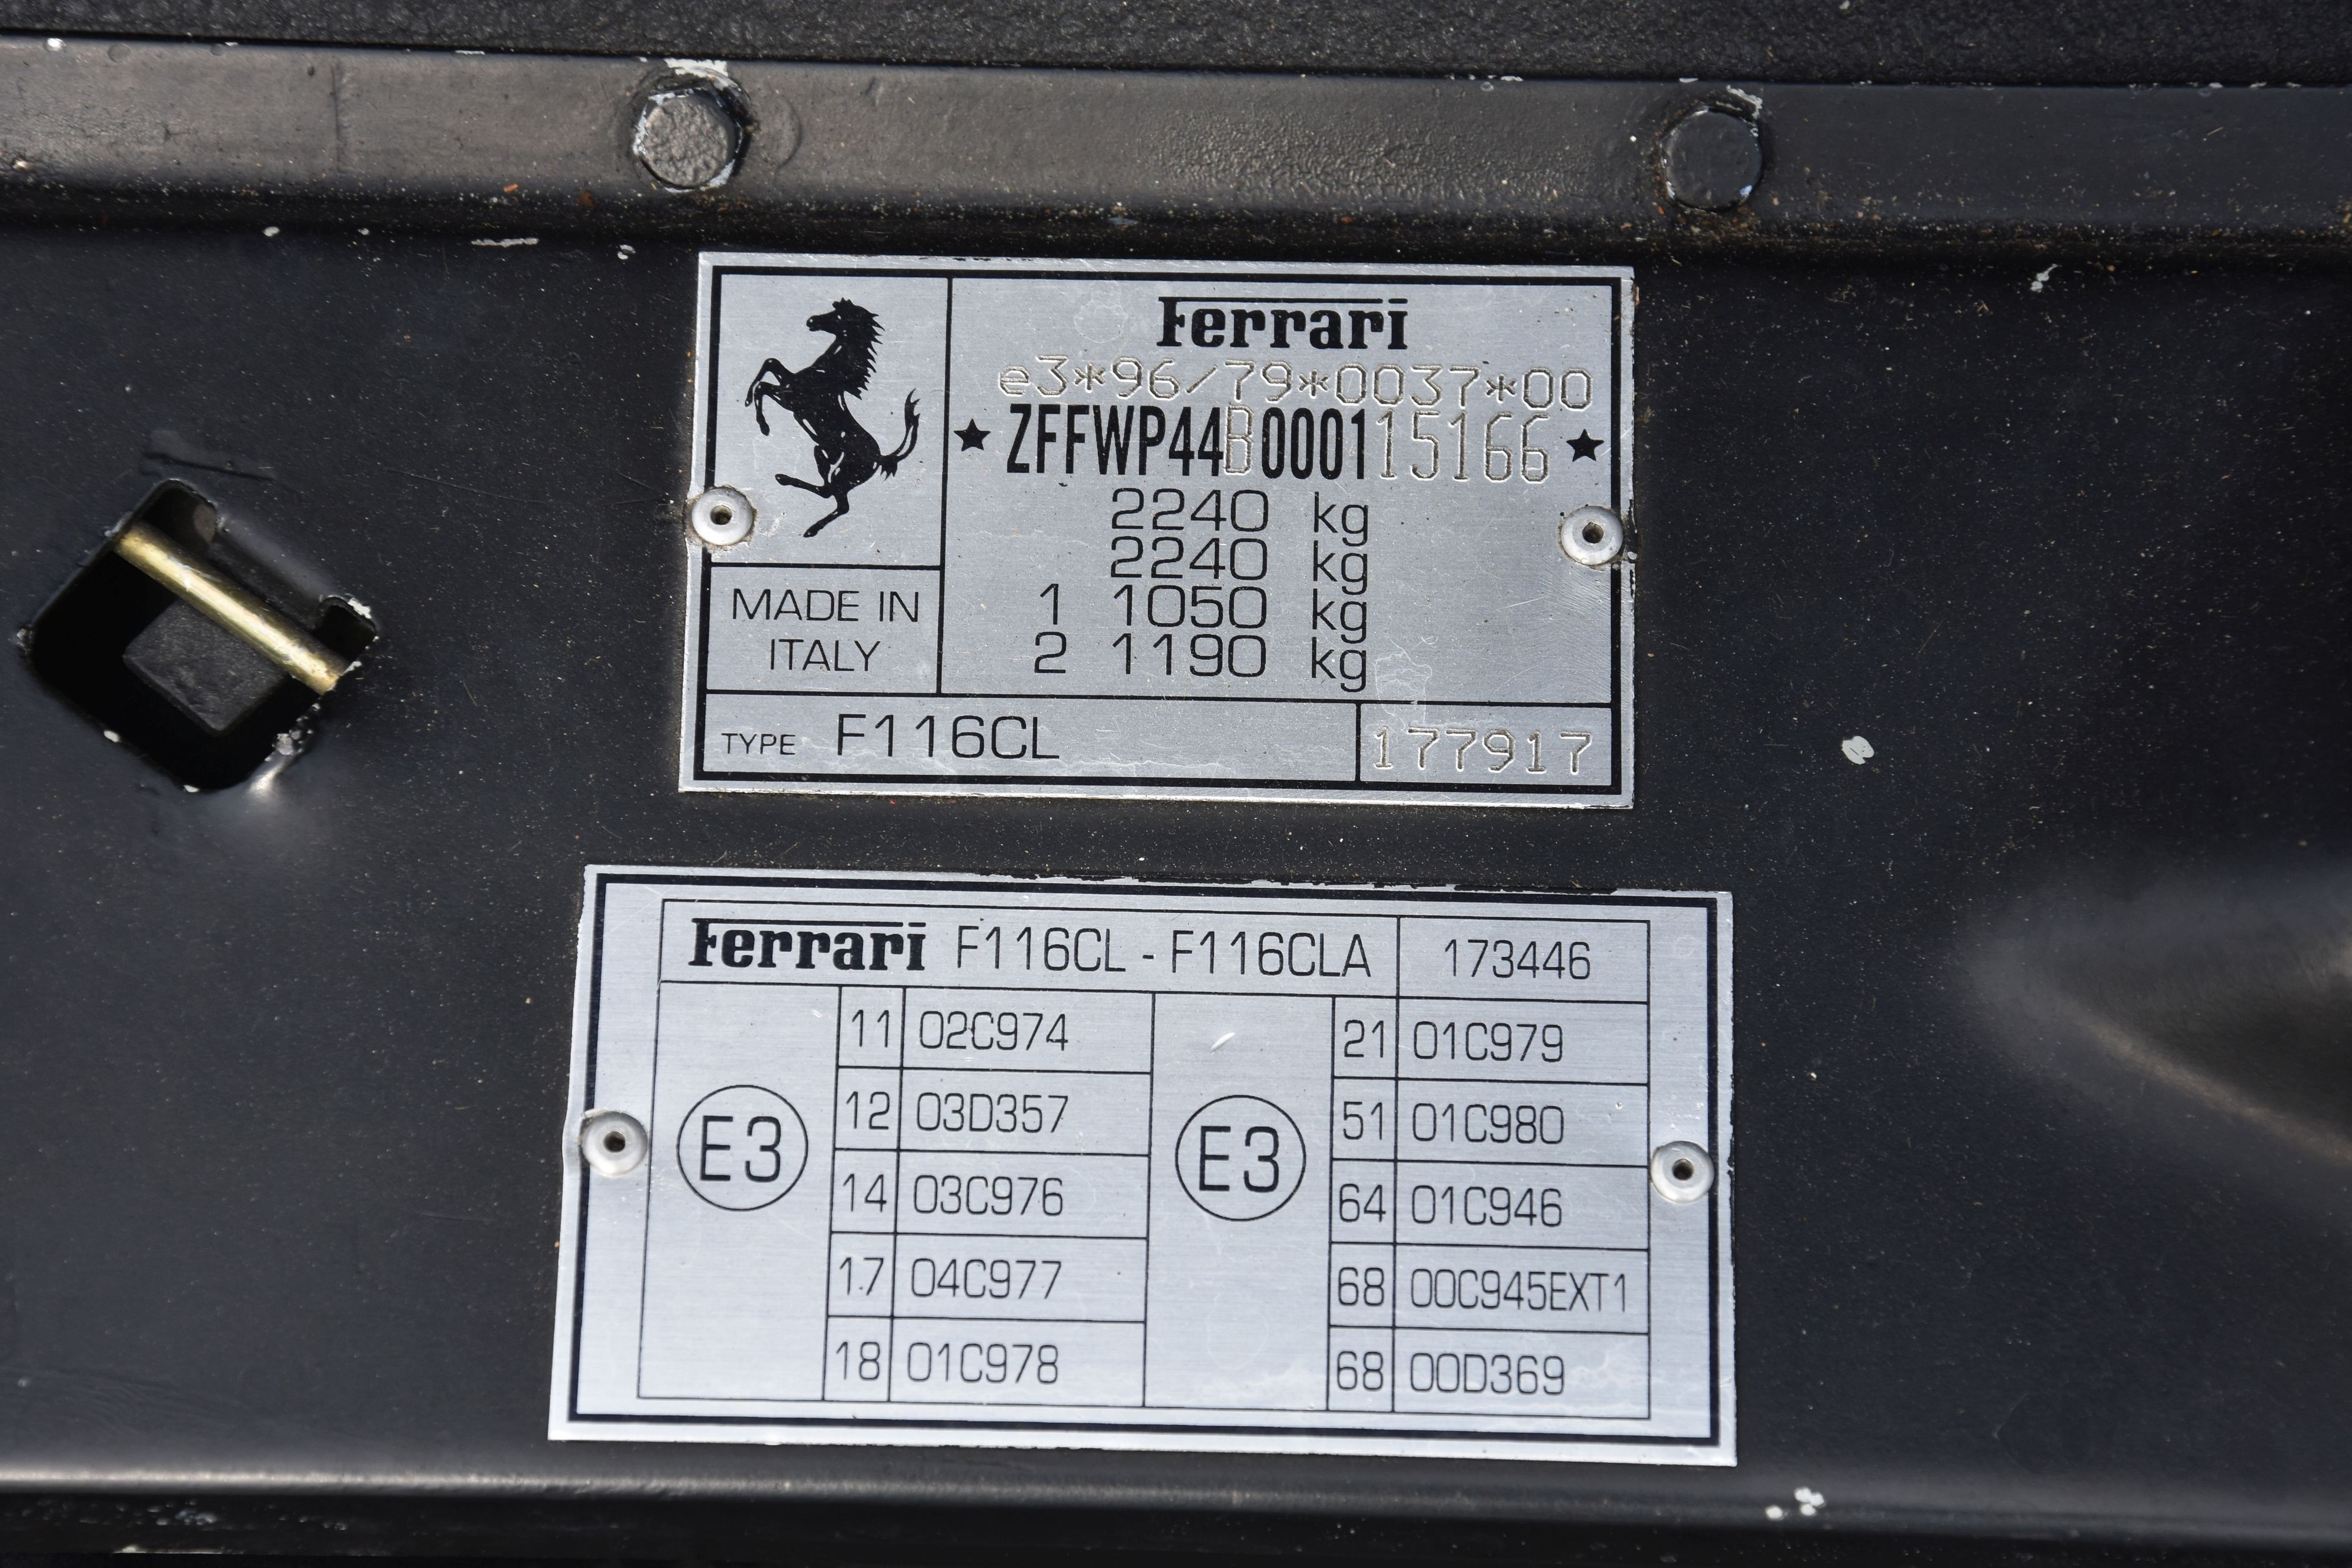 Ferrari
e3*96/79*0037*00
★ ZFFWP44B000115166 ★
2240 kg
2240 kg
1 1050 kg
2 1190 kg
MADE IN
ITALY
TYPE F116CL
177917
Ferrari F116CL - F116CLA 173446
E3
11 02C974
12 03D357
14 03C976
17 04C977
18 01C978
E3
21 01C979
51 01C980
64 01C946
68 00C945EXT1
68 00D369